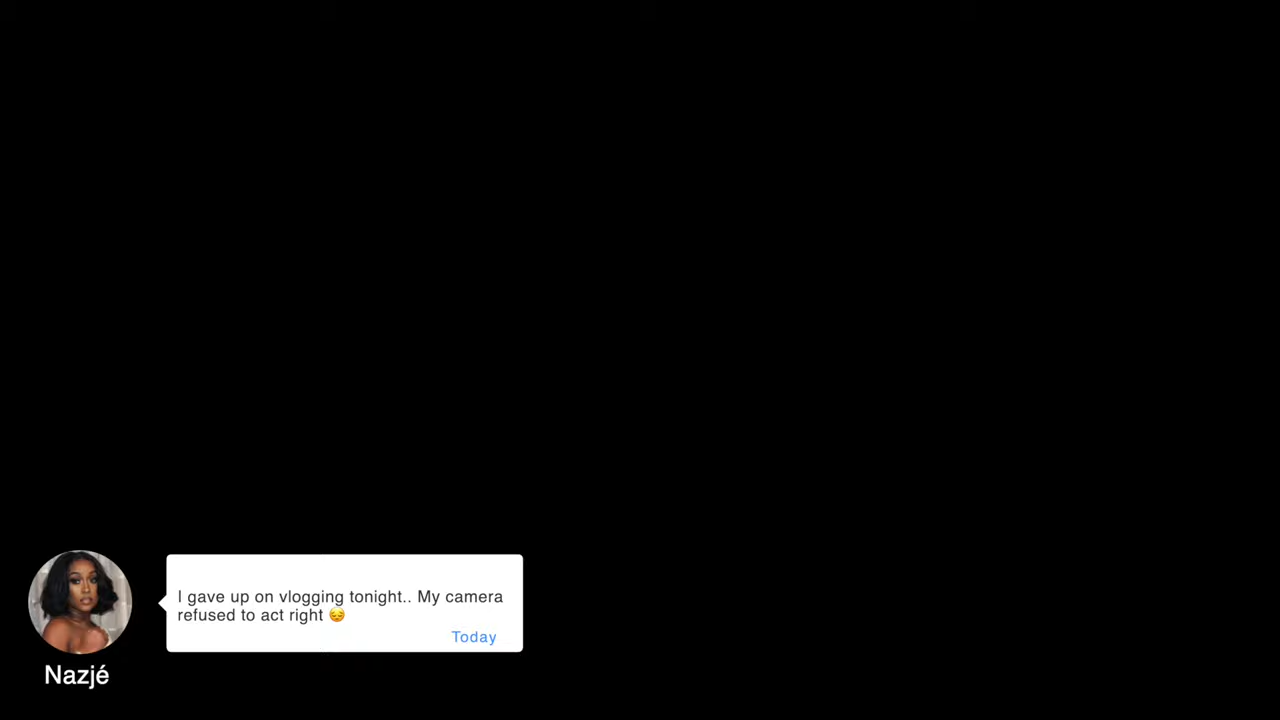 I gave up on vlogging tonight.. My camera
refused to act right 😔
Today
Nazjé